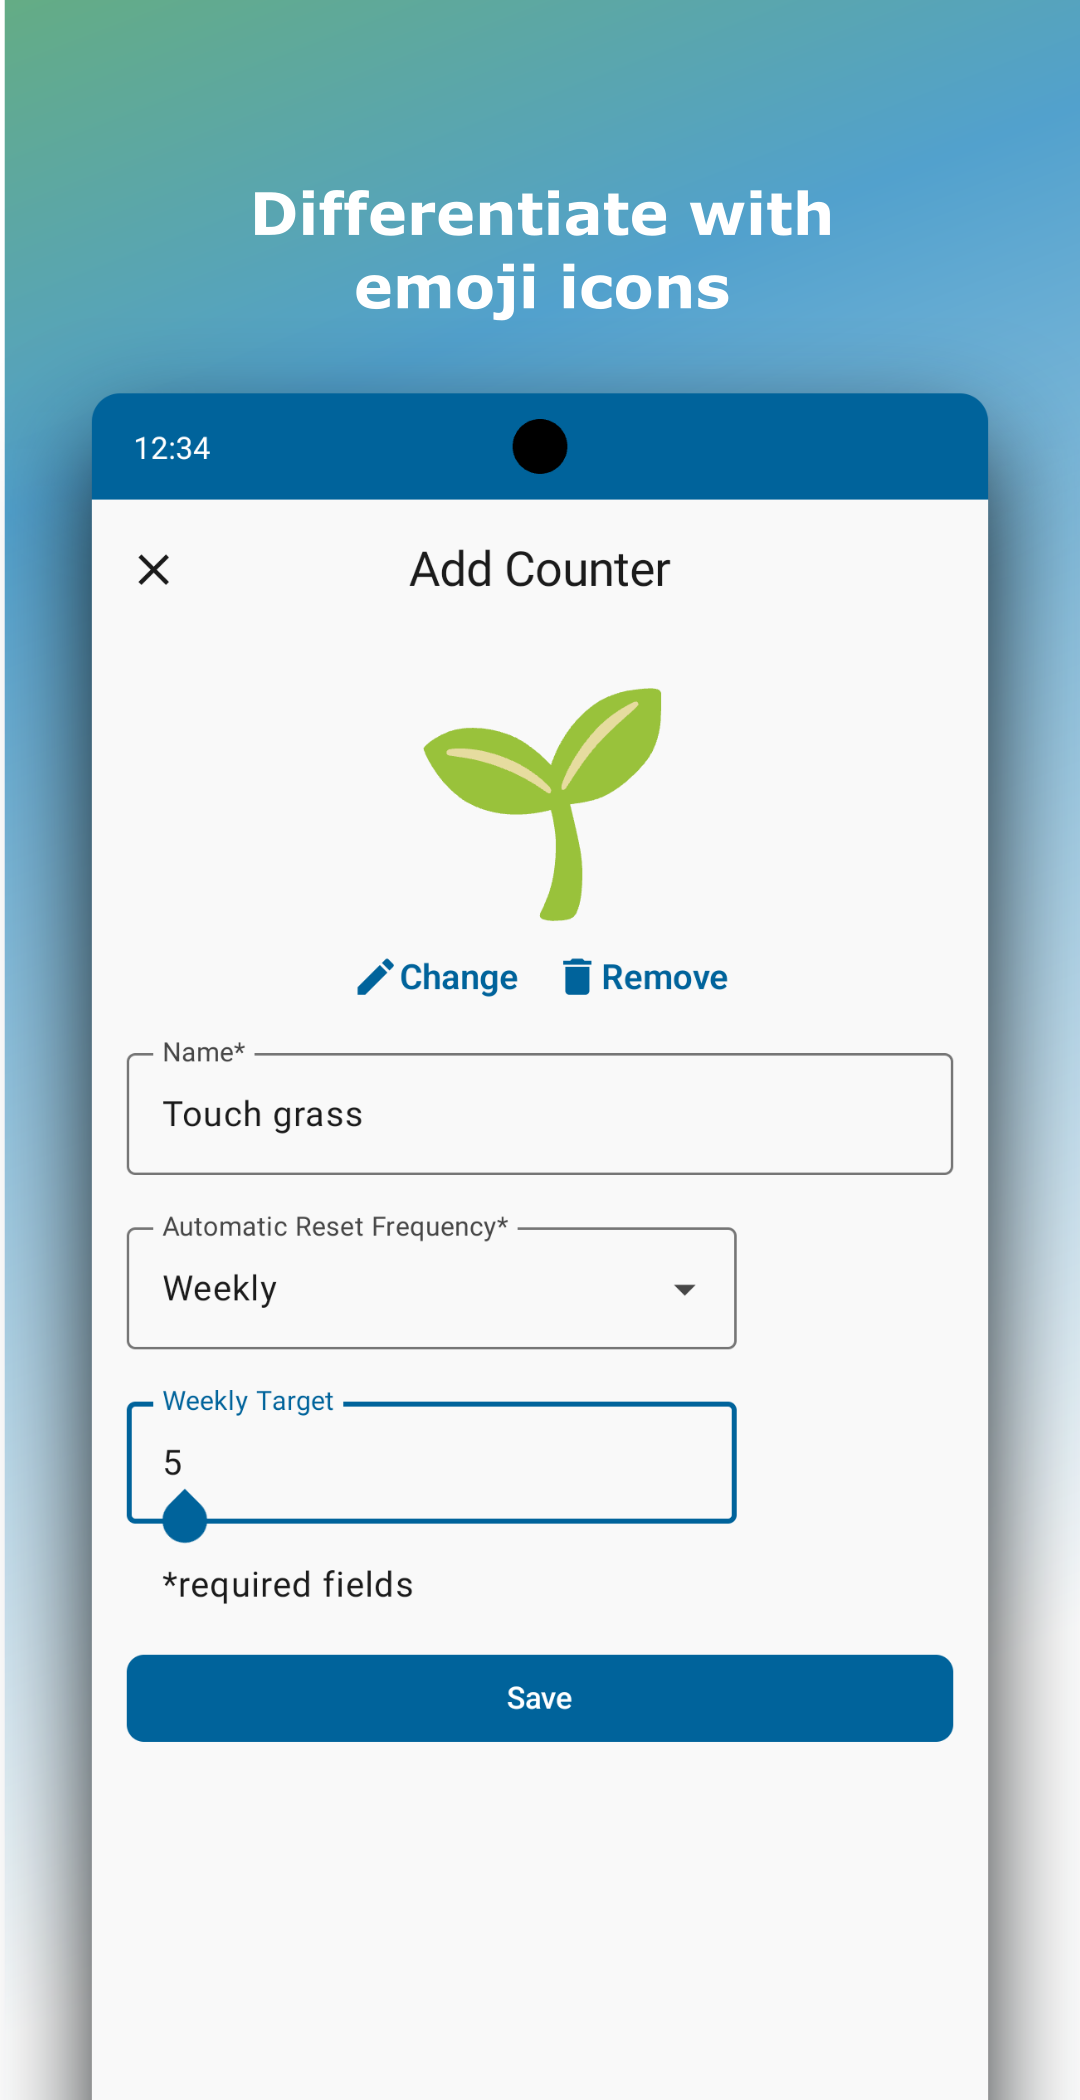 Differentiate with
emoji icons
12:34
Add Counter
Change Remove
Name*
Touch grass
Automatic Reset Frequency*
Weekly
Weekly Target
5
*required fields
Save